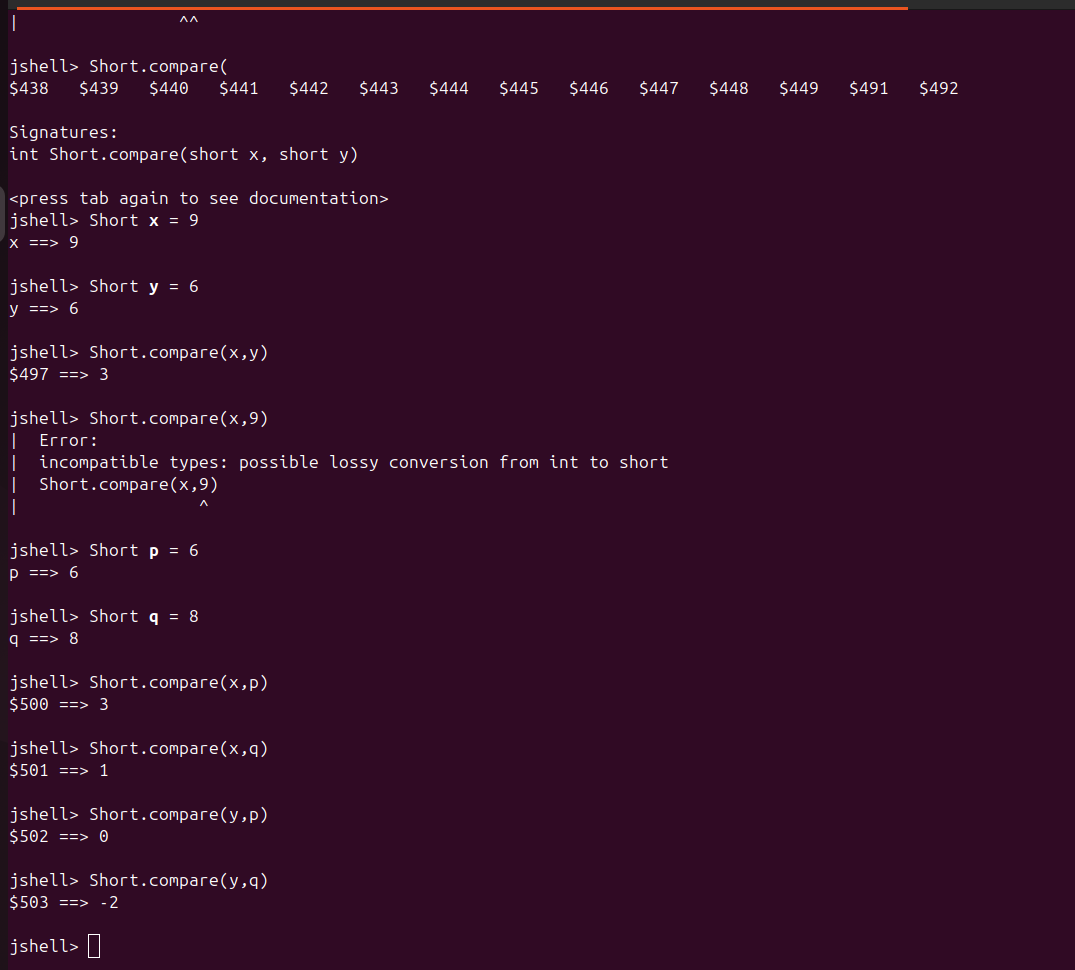 |                ^^
jshell> Short.compare(
$438   $439   $440   $441   $442   $443   $444   $445   $446   $447   $448   $449   $491   $492
Signatures:
int Short.compare(short x, short y)
<press tab again to see documentation>
jshell> Short x = 9
x ==> 9
jshell> Short y = 6
y ==> 6
jshell> Short.compare(x,y)
$497 ==> 3
jshell> Short.compare(x,9)
|  Error:
|  incompatible types: possible lossy conversion from int to short
|  Short.compare(x,9)
|                  ^
jshell> Short p = 6
p ==> 6
jshell> Short q = 8
q ==> 8
jshell> Short.compare(x,p)
$500 ==> 3
jshell> Short.compare(x,q)
$501 ==> 1
jshell> Short.compare(y,p)
$502 ==> 0
jshell> Short.compare(y,q)
$503 ==> -2
jshell>